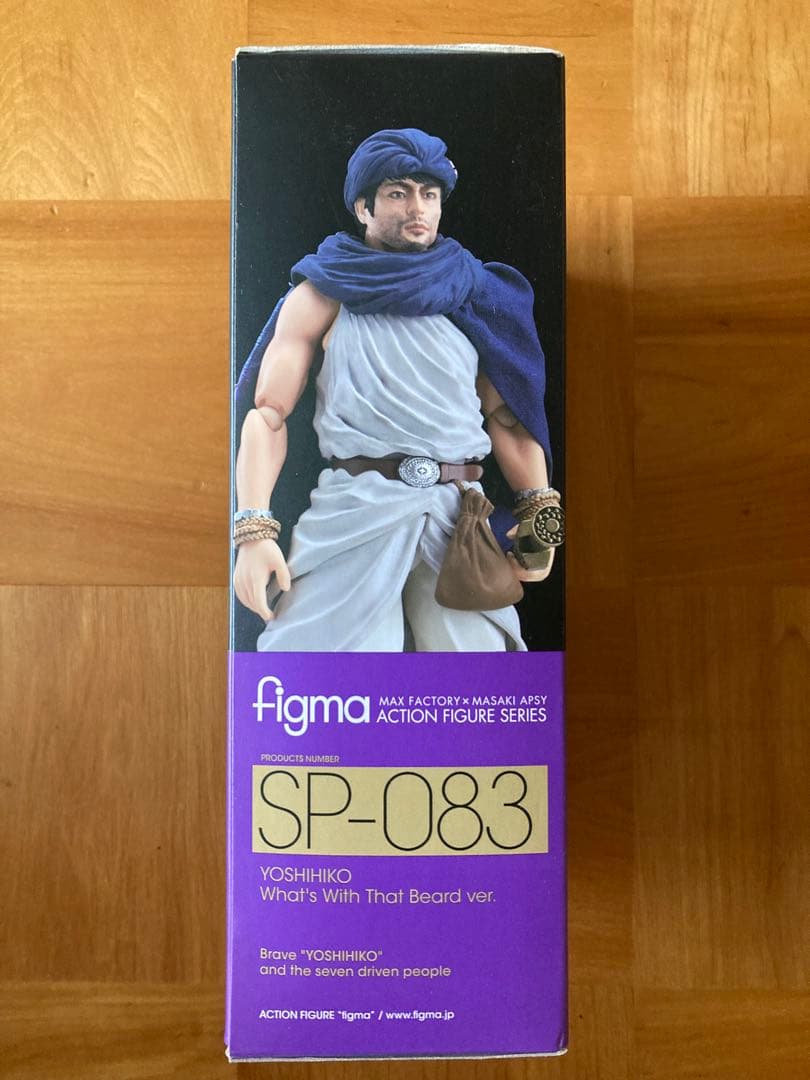 figma MAX FACTORY×MASAKI APSY
ACTION FIGURE SERIES
PRODUCTS NUMBER
SP-083
YOSHIHIKO
What's With That Beard ver.
Brave "YOSHIHIKO"
and the seven driven people
ACTION FIGURE "figma" / www.figma.jp